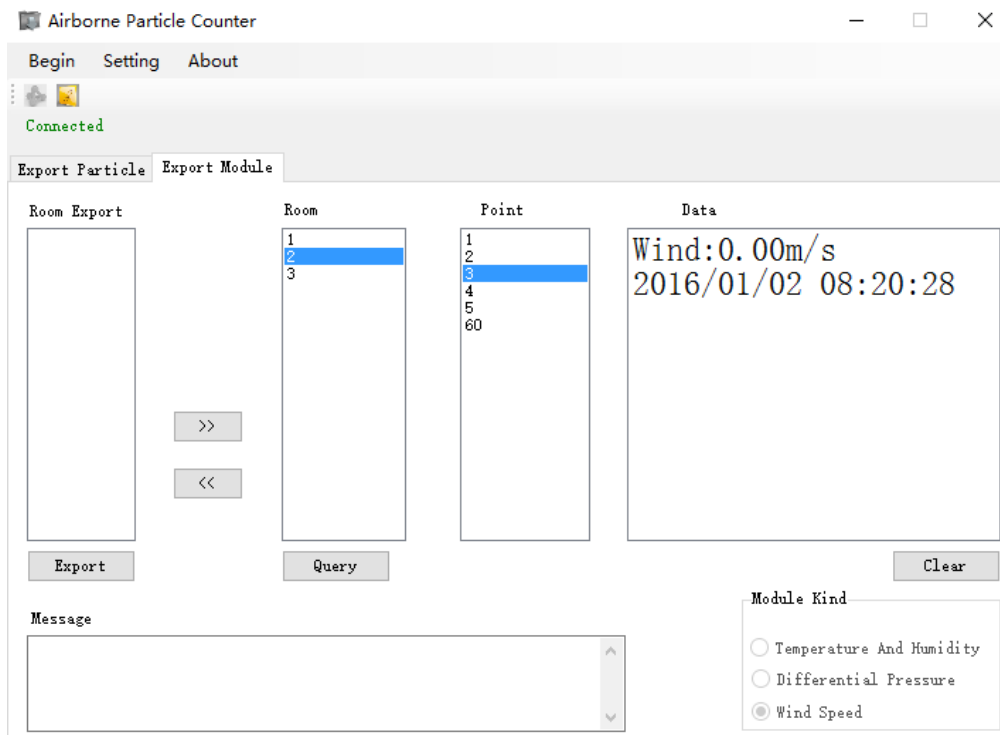 Airborne Particle Counter
Begin Setting About
Connected
Export Particle Export Module
Room Export Room Point Data
1
2
3
1
2
3
4
5
60
Wind:0.00m/s
2016/01/02 08:20:28
>>
<<
Export Query Clear
Message
Module Kind
Temperature And Humidity
Differential Pressure
Wind Speed